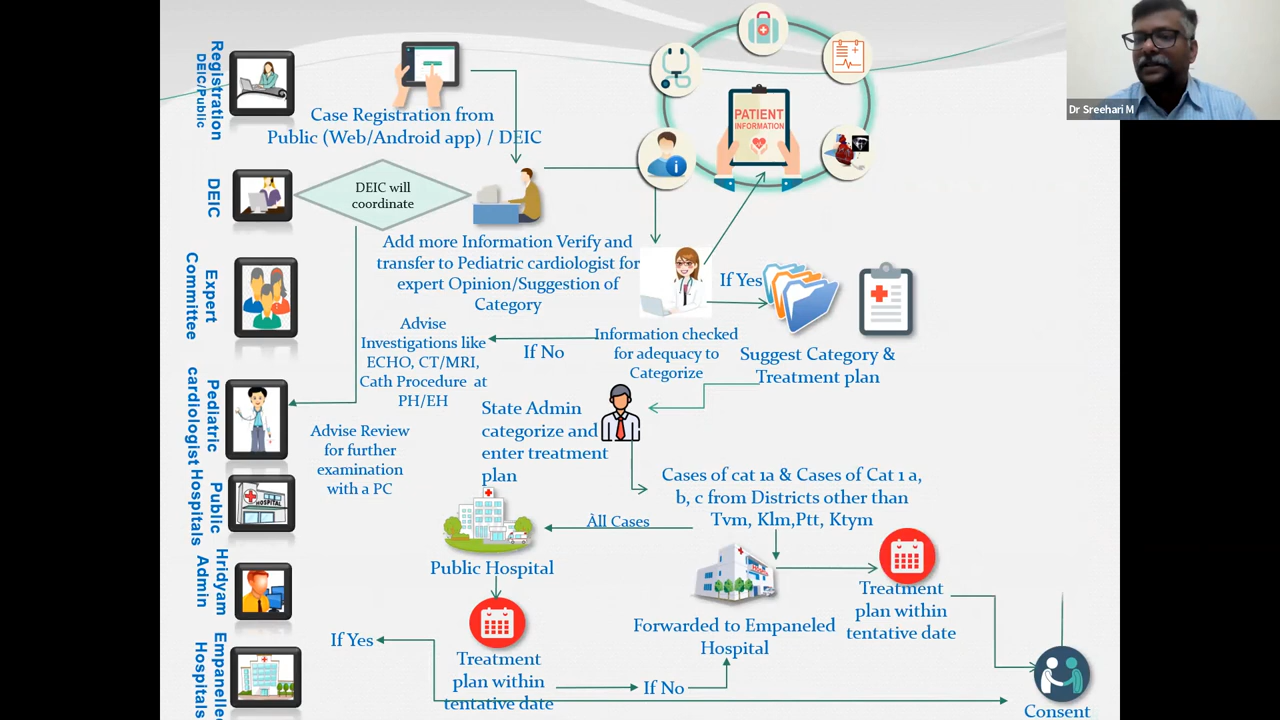 Registration
DEIC/Public
DEIC
Expert
Committee
Pediatric
cardiologist
Public
Hospitals
Hridyam
Admin
Empanelled
Hospitals
Case Registration from
Public (Web/Android app) / DEIC
PATIENT
INFORMATION
Dr Sreehari M
DEIC will
coordinate
Add more Information Verify and
transfer to Pediatric cardiologist for
expert Opinion/Suggestion of
Category
If Yes
Information checked
for adequacy to
Categorize
Suggest Category &
Treatment plan
If No
Advise
Investigations like
ECHO, CT/MRI,
Cath Procedure at
PH/EH
Advise Review
for further
examination
with a PC
State Admin
categorize and
enter treatment
plan
Cases of cat 1a & Cases of Cat 1 a,
b, c from Districts other than
Tvm, Klm,Ptt, Ktym
All Cases
HOSPITAL
Public Hospital
Forwarded to Empaneled
Hospital
Treatment
plan within
tentative date
Treatment
plan within
tentative date
If Yes
If No
Consent